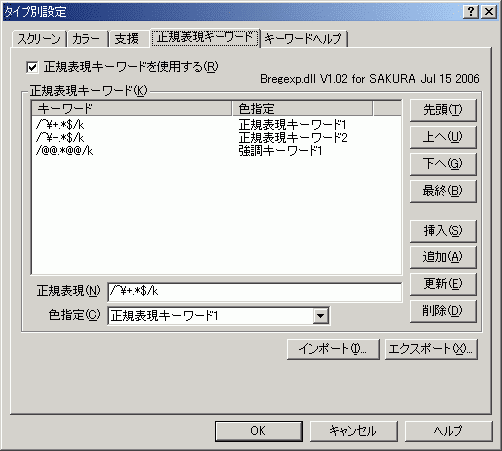 タイプ別設定
スクリーン カラー 支援 正規表現キーワード キーワードヘルプ
正規表現キーワードを使用する(R)
Bregexp.dll V1.02 for SAKURA Jul 15 2006
正規表現キーワード(K)
キーワード 色指定
/^¥+.*$/k 正規表現キーワード1
/^¥-.*$/k 正規表現キーワード2
/@@.*@@/k 強調キーワード1
先頭(T)
上へ(U)
下へ(G)
最終(B)
挿入(S)
追加(A)
更新(E)
削除(D)
正規表現(N) /^¥+.*$/k
色指定(C) 正規表現キーワード1
インポート(I)... エクスポート(X)...
OK キャンセル ヘルプ